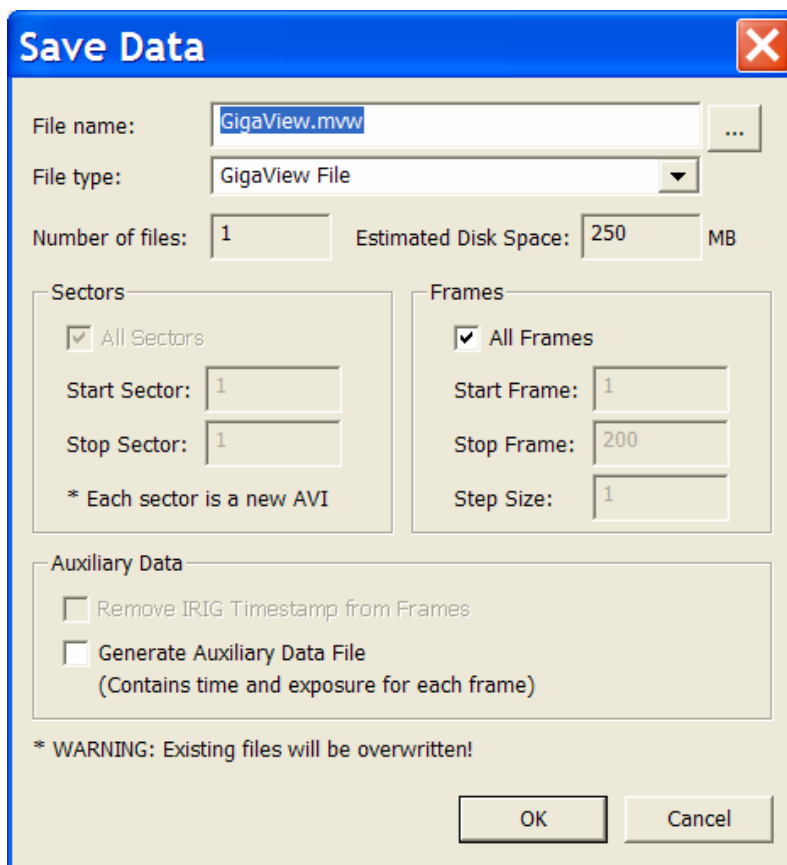 Save Data
File name: GigaView.mvw ...
File type: GigaView File
Number of files: 1 Estimated Disk Space: 250 MB
Sectors
All Sectors
Start Sector: 1
Stop Sector: 1
* Each sector is a new AVI
Frames
All Frames
Start Frame: 1
Stop Frame: 200
Step Size: 1
Auxiliary Data
Remove IRIG Timestamp from Frames
Generate Auxiliary Data File
(Contains time and exposure for each frame)
* WARNING: Existing files will be overwritten!
OK Cancel